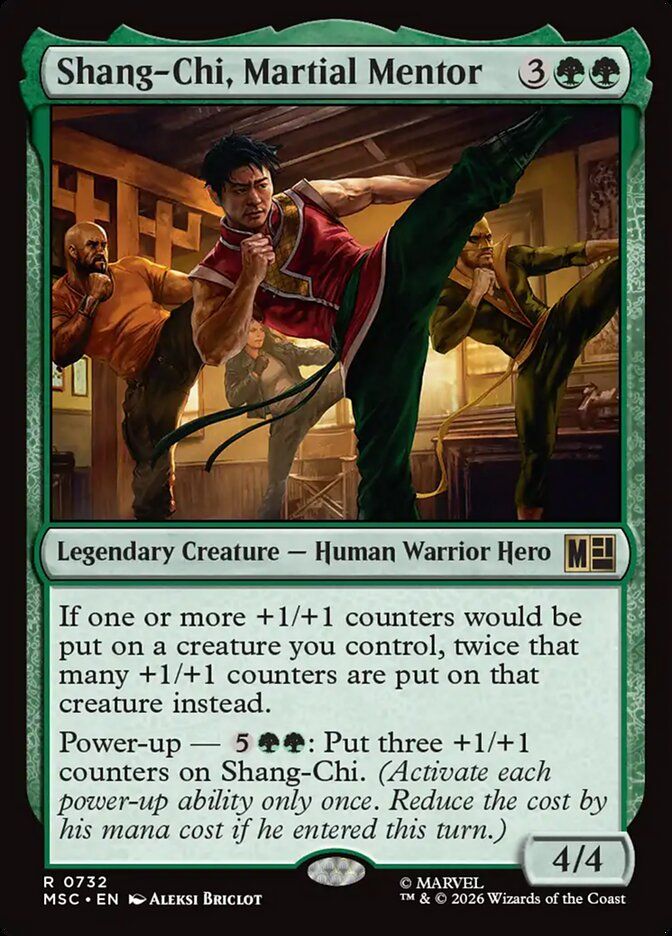 Shang-Chi, Martial Mentor 3
Legendary Creature — Human Warrior Hero
If one or more +1/+1 counters would be
put on a creature you control, twice that
many +1/+1 counters are put on that
creature instead.
Power-up — 5: Put three +1/+1
counters on Shang-Chi. (Activate each
power-up ability only once. Reduce the cost by
his mana cost if he entered this turn.)
4/4
R 0732
MSC • EN ALEKSI BRICLOT
© MARVEL
™ & © 2026 Wizards of the Coast